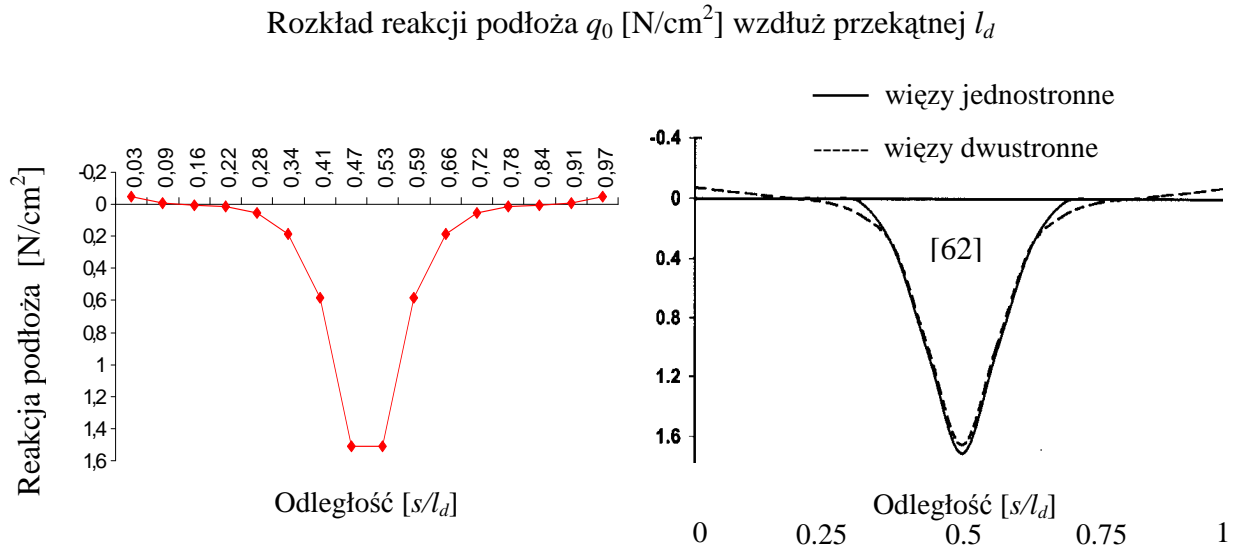 Rozkład reakcji podłoża q0 [N/cm2] wzdłuż przekątnej ld
Reakcja podłoża [N/cm2]
0,03 0,09 0,16 0,22 0,28 0,34 0,41 0,47 0,53 0,59 0,66 0,72 0,78 0,84 0,91 0,97
-0,2
0
0,2
0,4
0,6
0,8
1
1,2
1,4
1,6
Odległość [s/ld]
więzy jednostronne
więzy dwustronne
-0.4
0
0.4
0.8
1.2
1.6
[62]
Odległość [s/ld]
0 0.25 0.5 0.75 1